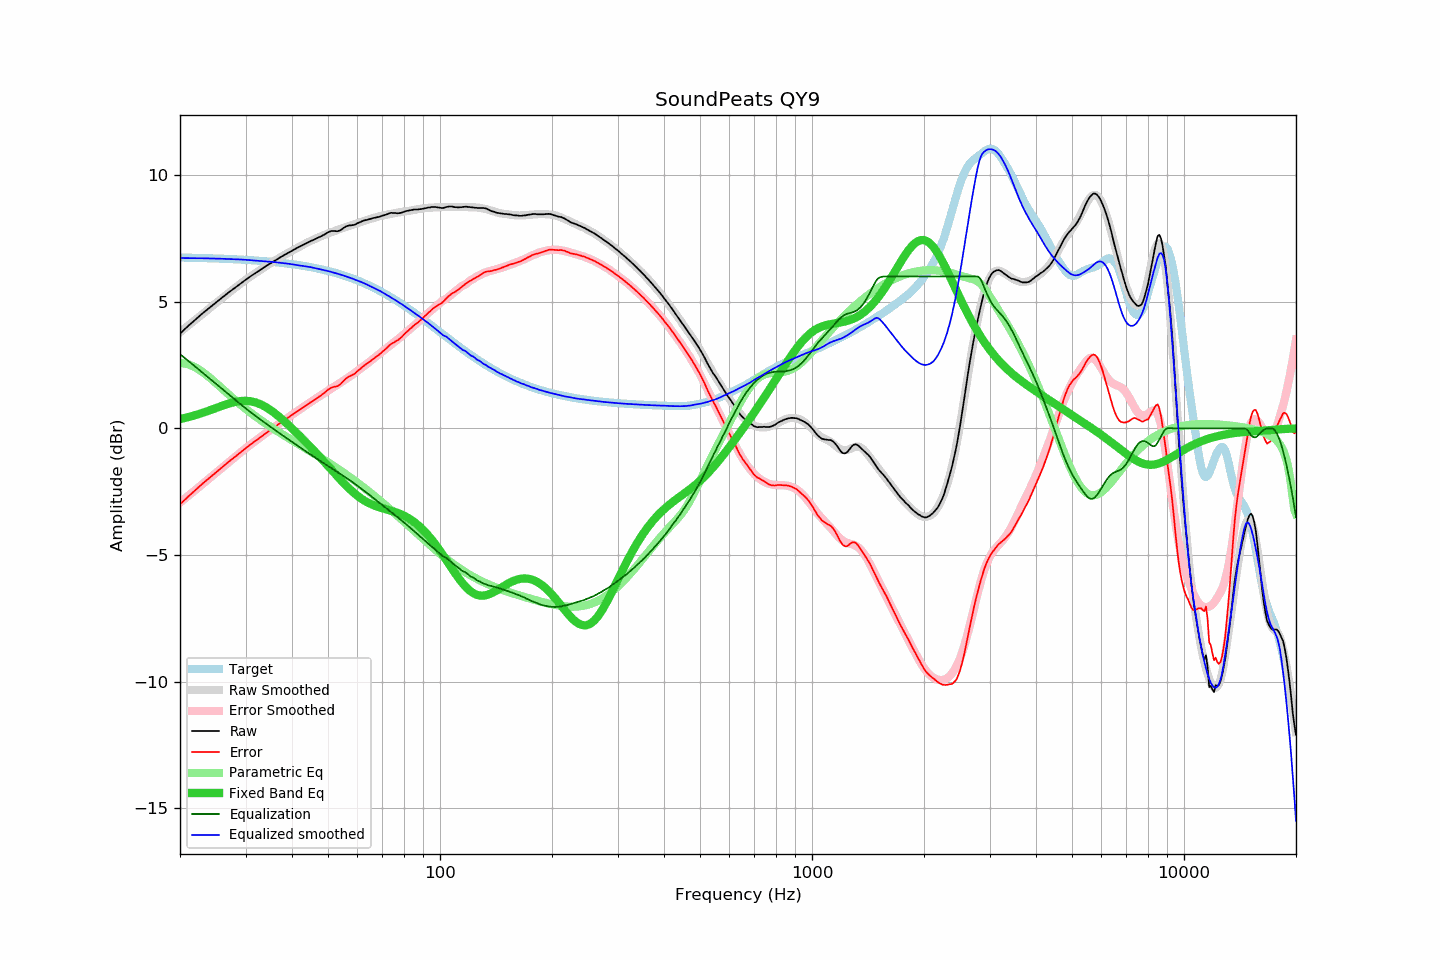 SoundPeats QY9
10
5
0
−5
−10
−15
Amplitude (dBr)
Target
Raw Smoothed
Error Smoothed
Raw
Error
Parametric Eq
Fixed Band Eq
Equalization
Equalized smoothed
100
1000
10000
Frequency (Hz)